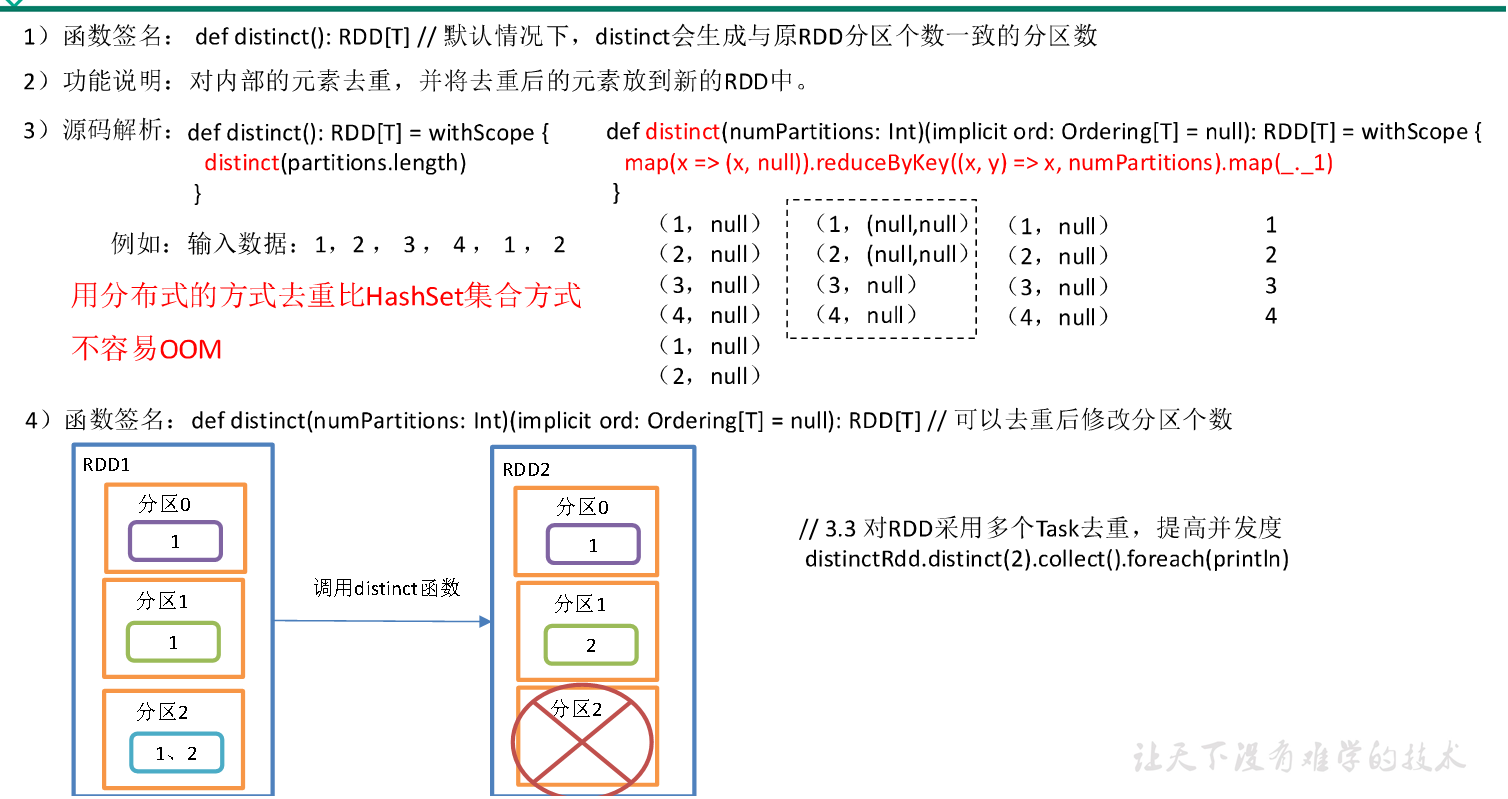 1）函数签名： def distinct(): RDD[T] // 默认情况下，distinct会生成与原RDD分区个数一致的分区数
2）功能说明：对内部的元素去重，并将去重后的元素放到新的RDD中。
3）源码解析：def distinct(): RDD[T] = withScope {
distinct(partitions.length)
}
def distinct(numPartitions: Int)(implicit ord: Ordering[T] = null): RDD[T] = withScope {
map(x => (x, null)).reduceByKey((x, y) => x, numPartitions).map(_._1)
}
例如：输入数据：1，2，3，4，1，2
用分布式的方式去重比HashSet集合方式
不容易OOM
（1，null） （1，(null,null） （1，null） 1
（2，null） （2，(null,null） （2，null） 2
（3，null） （3，null） （3，null） 3
（4，null） （4，null） （4，null） 4
（1，null）
（2，null）
4）函数签名：def distinct(numPartitions: Int)(implicit ord: Ordering[T] = null): RDD[T] // 可以去重后修改分区个数
RDD1
分区0
1
分区1
1
分区2
1、2
调用distinct函数
RDD2
分区0
1
分区1
2
分区2
// 3.3 对RDD采用多个Task去重，提高并发度
distinctRdd.distinct(2).collect().foreach(println)
让天下没有难学的技术